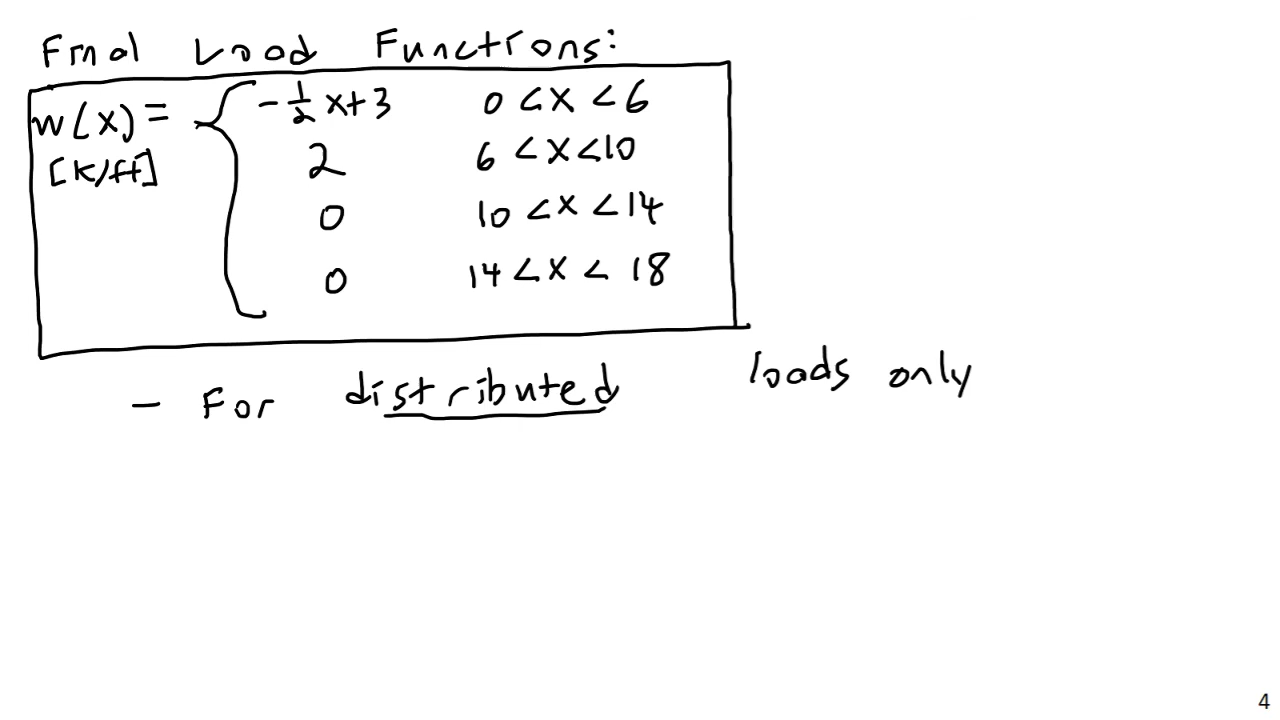 Final Load Functions:
w(x) = { -1/2 x+3 0 < x < 6
[k/ft] 2 6 < x < 10
0 10 < x < 14
0 14 < x < 18
- For distributed loads only
4